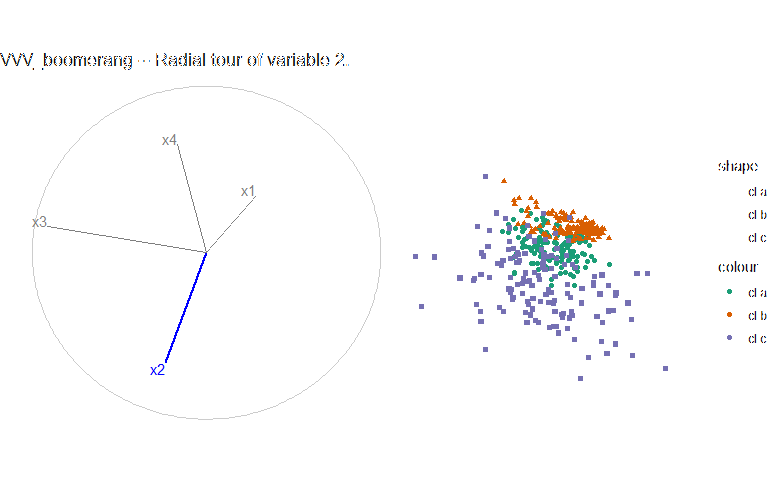 VVV_boomerang --- Radial tour of variable 2.
x4
x1
x3
x2
shape
cl a
cl b
cl c
colour
cl a
cl b
cl c